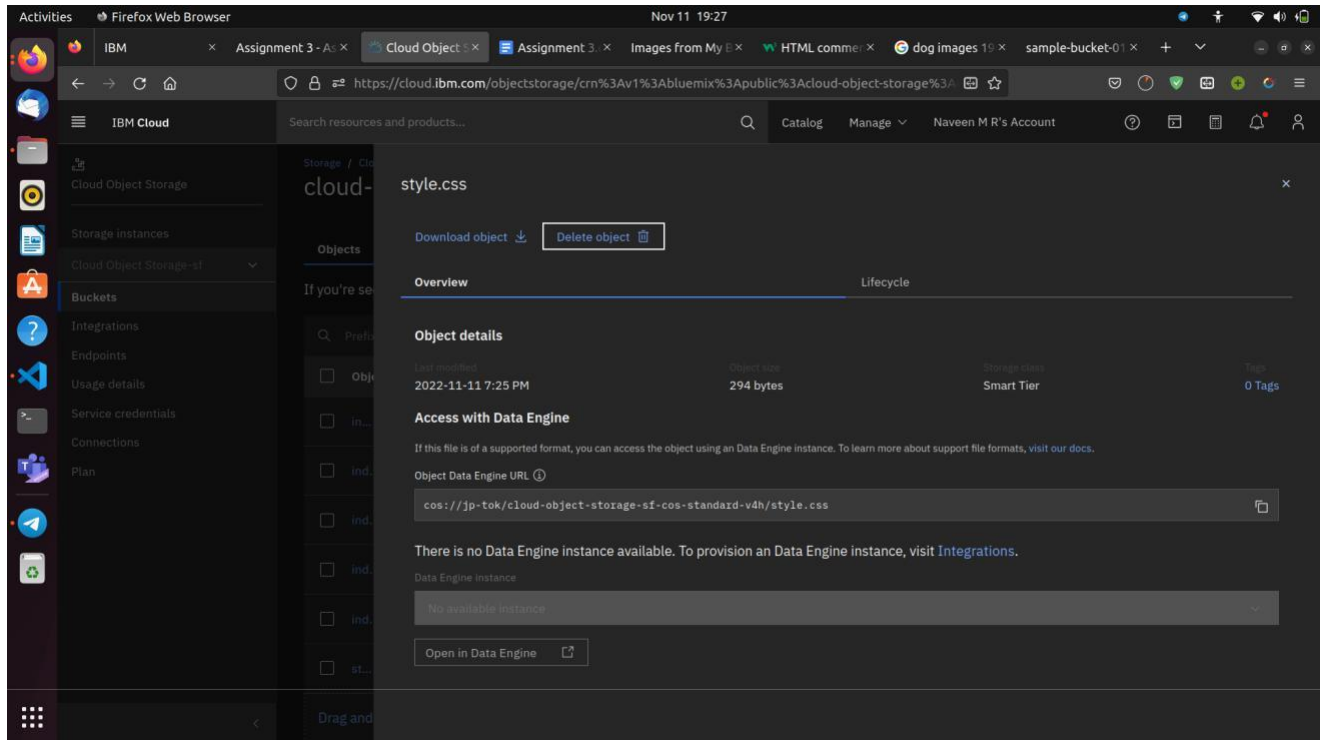 Activities Firefox Web Browser Nov 11 19:27
IBM Assignment 3 - As Cloud Object S Assignment 3. Images from My B HTML commer dog images 19 sample-bucket-01
https://cloud.ibm.com/objectstorage/crn%3Av1%3Abluemix%3Apublic%3Acloud-object-storage%3A
IBM Cloud Search resources and products... Catalog Manage Naveen M R's Account
Cloud Object Storage
Storage instances
Cloud Object Storage-st
Buckets
Integrations
Endpoints
Usage details
Service credentials
Connections
Plan
Storage / Clo
cloud-
Objects
If you're se
Prefix
Obje
in...
ind.
ind.
ind.
ind.
st...
Drag and
style.css
Download object Delete object
Overview Lifecycle
Object details
Last modified Object size Storage class Tags
2022-11-11 7:25 PM 294 bytes Smart Tier 0 Tags
Access with Data Engine
If this file is of a supported format, you can access the object using an Data Engine instance. To learn more about support file formats, visit our docs.
Object Data Engine URL
cos://jp-tok/cloud-object-storage-sf-cos-standard-v4h/style.css
There is no Data Engine instance available. To provision an Data Engine instance, visit Integrations.
Data Engine instance
No available instance
Open in Data Engine